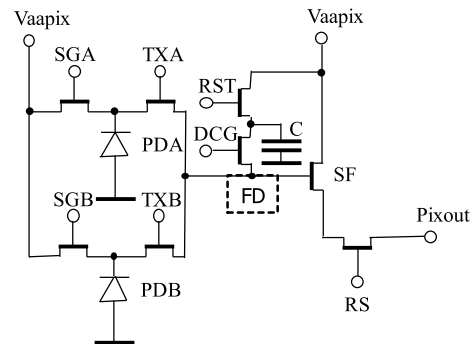 Vaapix
Vaapix
SGA
TXA
RST
PDA
DCG
C
SF
SGB
TXB
FD
Pixout
PDB
RS